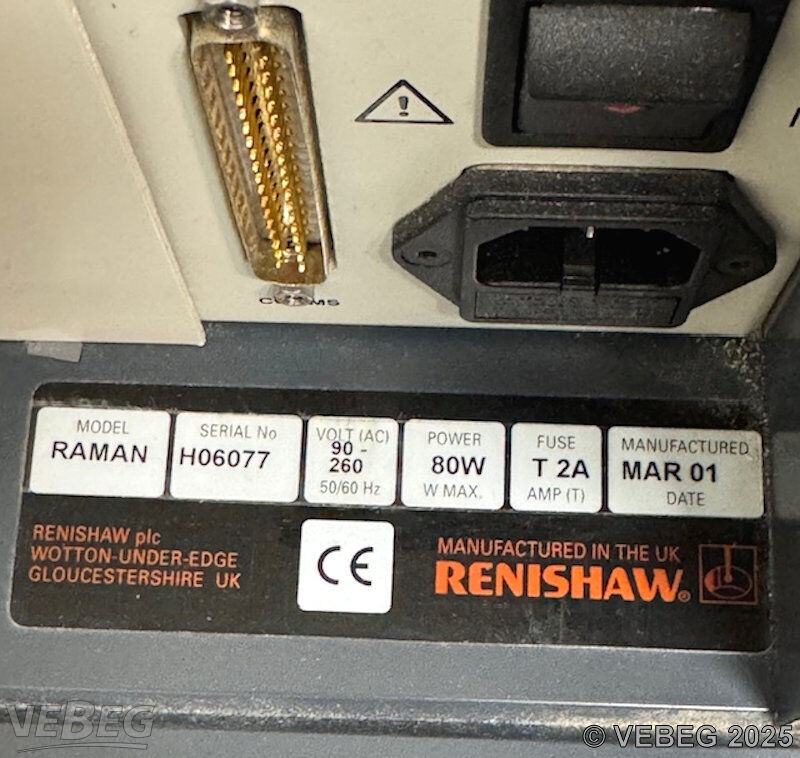 COMMS
MODEL
RAMAN
SERIAL No
H06077
VOLT (AC)
90 -
260
50/60 Hz
POWER
80W
W MAX.
FUSE
T 2A
AMP (T)
MANUFACTURED
MAR 01
DATE
RENISHAW plc
WOTTON-UNDER-EDGE
GLOUCESTERSHIRE UK
CE
MANUFACTURED IN THE UK
RENISHAW®
VEBEG
© VEBEG 2025